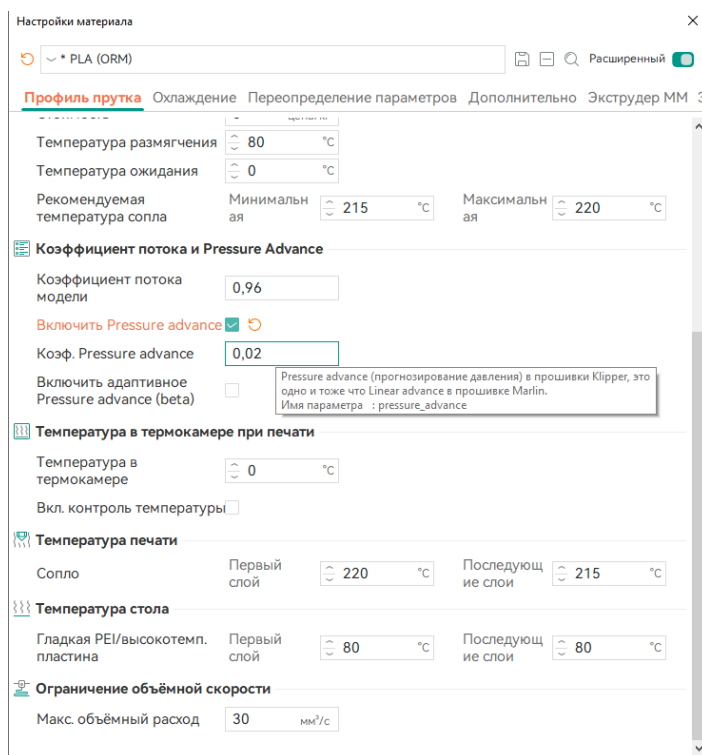 Настройки материала
* PLA (ORM)
Расширенный
Профиль прутка Охлаждение Переопределение параметров Дополнительно Экструдер ММ
Температура размягчения 80 °C
Температура ожидания 0 °C
Рекомендуемая температура сопла Минимальн
ая 215 °C Максимальн
ая 220 °C
Коэффициент потока и Pressure Advance
Коэффициент потока
модели 0,96
Включить Pressure advance
Коэф. Pressure advance 0,02
Pressure advance (прогнозирование давления) в прошивки Klipper, это
одно и тоже что Linear advance в прошивке Marlin.
Имя параметра : pressure_advance
Включить адаптивное
Pressure advance (beta)
Температура в термокамере при печати
Температура в
термокамере 0 °C
Вкл. контроль температуры
Температура печати
Сопло Первый
слой 220 °C Последующ
ие слои 215 °C
Температура стола
Гладкая PEI/высокотемп.
пластина Первый
слой 80 °C Последующ
ие слои 80 °C
Ограничение объёмной скорости
Макс. объёмный расход 30 мм³/с